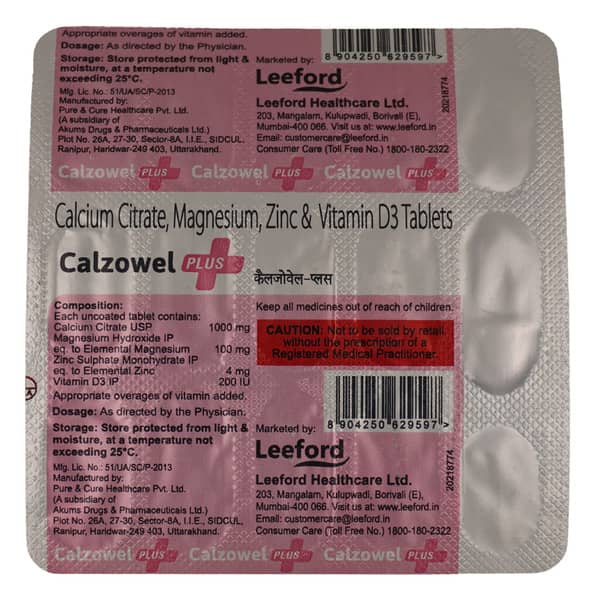 Appropriate overages of vitamin added.
Dosage: As directed by the Physician.
Storage: Store protected from light &
moisture, at a temperature not
exceeding 25°C.
Mfg. Lic. No.: 51/UA/SC/P-2013
Manufactured by:
Pure & Cure Healthcare Pvt. Ltd.
(A subsidiary of
Akums Drugs & Pharmaceuticals Ltd.)
Plot No. 26A, 27-30, Sector-8A, I.I.E., SIDCUL,
Ranipur, Haridwar-249 403, Uttarakhand.
8 904250 629597
Marketed by:
Leeford
Leeford Healthcare Ltd.
203, Mangalam, Kulupwadi, Borivali (E),
Mumbai-400 066. Visit us at: www.leeford.in
Email: customercare@leeford.in
Consumer Care (Toll Free No.) 1800-180-2322
20218774
Calzowel PLUS Calzowel PLUS Calzowel PLUS
Calcium Citrate, Magnesium, Zinc & Vitamin D3 Tablets
Calzowel PLUS
कैलजोवेल-प्लस
Composition:
Each uncoated tablet contains:
Calcium Citrate USP 1000 mg
Magnesium Hydroxide IP
eq. to Elemental Magnesium 100 mg
Zinc Sulphate Monohydrate IP
eq. to Elemental Zinc 4 mg
Vitamin D3 IP 200 IU
Appropriate overages of vitamin added.
Dosage: As directed by the Physician.
Storage: Store protected from light &
moisture, at a temperature not
exceeding 25°C.
Mfg. Lic. No.: 51/UA/SC/P-2013
Manufactured by:
Pure & Cure Healthcare Pvt. Ltd
(A subsidiary of
Akums Drugs & Pharmaceuticals Ltd.)
Plot No. 26A, 27-30, Sector-8A, I.I.E., SIDCUL,
Ranipur, Haridwar-249 403, Uttarakhand.
Keep all medicines out of reach of children.
CAUTION: Not to be sold by retail
without the prescription of a
Registered Medical Practitioner.
8 904250 629597
Marketed by:
Leeford
Leeford Healthcare Ltd.
203, Mangalam, Kulupwadi, Borivali (E),
Mumbai-400 066. Visit us at: www.leeford.in
Email: customercare@leeford.in
Consumer Care (Toll Free No.) 1800-180-2322
20218774
Calzowel PLUS Calzowel PLUS Calzowel PLUS